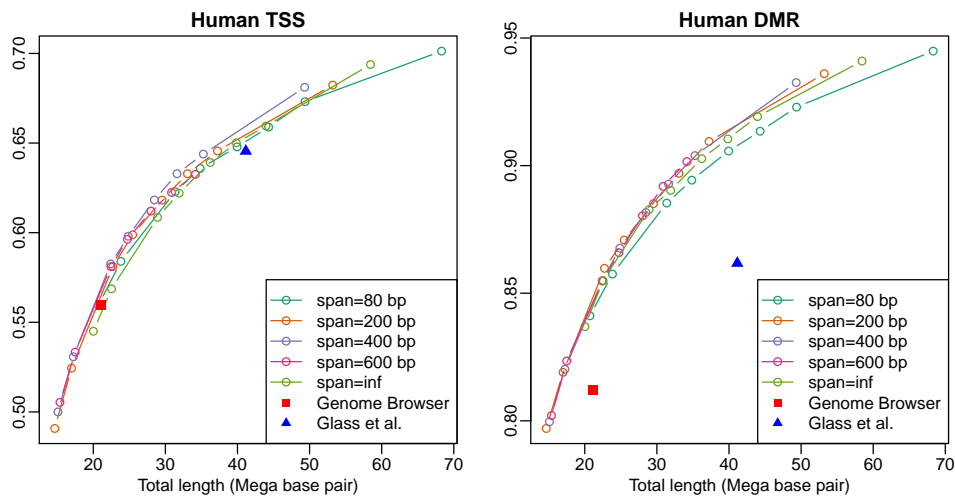 Human TSS
0.70
0.65
0.60
0.55
0.50
span=80 bp
span=200 bp
span=400 bp
span=600 bp
span=inf
Genome Browser
Glass et al.
20 30 40 50 60 70
Total length (Mega base pair)
Human DMR
0.95
0.90
0.85
0.80
span=80 bp
span=200 bp
span=400 bp
span=600 bp
span=inf
Genome Browser
Glass et al.
20 30 40 50 60 70
Total length (Mega base pair)